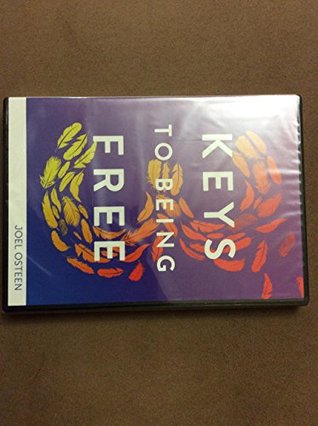 KEYS
TO BEING
FREE
JOEL OSTEEN